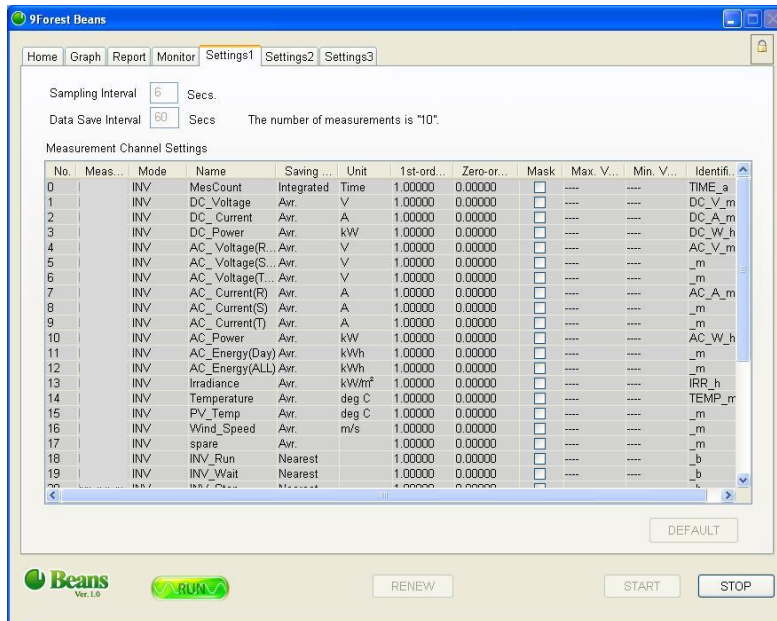 9Forest Beans
Home Graph Report Monitor Settings1 Settings2 Settings3
Sampling Interval 6 Secs.
Data Save Interval 60 Secs The number of measurements is "10".
Measurement Channel Settings
No. Meas... Mode Name Saving ... Unit 1st-ord... Zero-or... Mask Max. V... Min. V... Identifi...
0 INV MesCount Integrated Time 1.00000 0.00000 ---- ---- TIME_a
1 INV DC_Voltage Avr. V 1.00000 0.00000 ---- ---- DC_V_m
2 INV DC_ Current Avr. A 1.00000 0.00000 ---- ---- DC_A_m
3 INV DC_Power Avr. kW 1.00000 0.00000 ---- ---- DC_W_h
4 INV AC_ Voltage(R... Avr. V 1.00000 0.00000 ---- ---- AC_V_m
5 INV AC_ Voltage(S... Avr. V 1.00000 0.00000 ---- ---- _m
6 INV AC_ Voltage(T... Avr. V 1.00000 0.00000 ---- ---- _m
7 INV AC_ Current(R) Avr. A 1.00000 0.00000 ---- ---- AC_A_m
8 INV AC_ Current(S) Avr. A 1.00000 0.00000 ---- ---- _m
9 INV AC_ Current(T) Avr. A 1.00000 0.00000 ---- ---- _m
10 INV AC_Power Avr. kW 1.00000 0.00000 ---- ---- AC_W_h
11 INV AC_Energy(Day) Avr. kWh 1.00000 0.00000 ---- ---- _m
12 INV AC_Energy(ALL) Avr. kWh 1.00000 0.00000 ---- ---- _m
13 INV Irradiance Avr. kW/m² 1.00000 0.00000 ---- ---- IRR_h
14 INV Temperature Avr. deg C 1.00000 0.00000 ---- ---- TEMP_m
15 INV PV_Temp Avr. deg C 1.00000 0.00000 ---- ---- _m
16 INV Wind_Speed Avr. m/s 1.00000 0.00000 ---- ---- _m
17 INV spare Avr. 1.00000 0.00000 ---- ---- _m
18 INV INV_Run Nearest 1.00000 0.00000 ---- ---- _b
19 INV INV_Wait Nearest 1.00000 0.00000 ---- ---- _b
DEFAULT
Beans
Ver. 1.0
RUN
RENEW
START
STOP